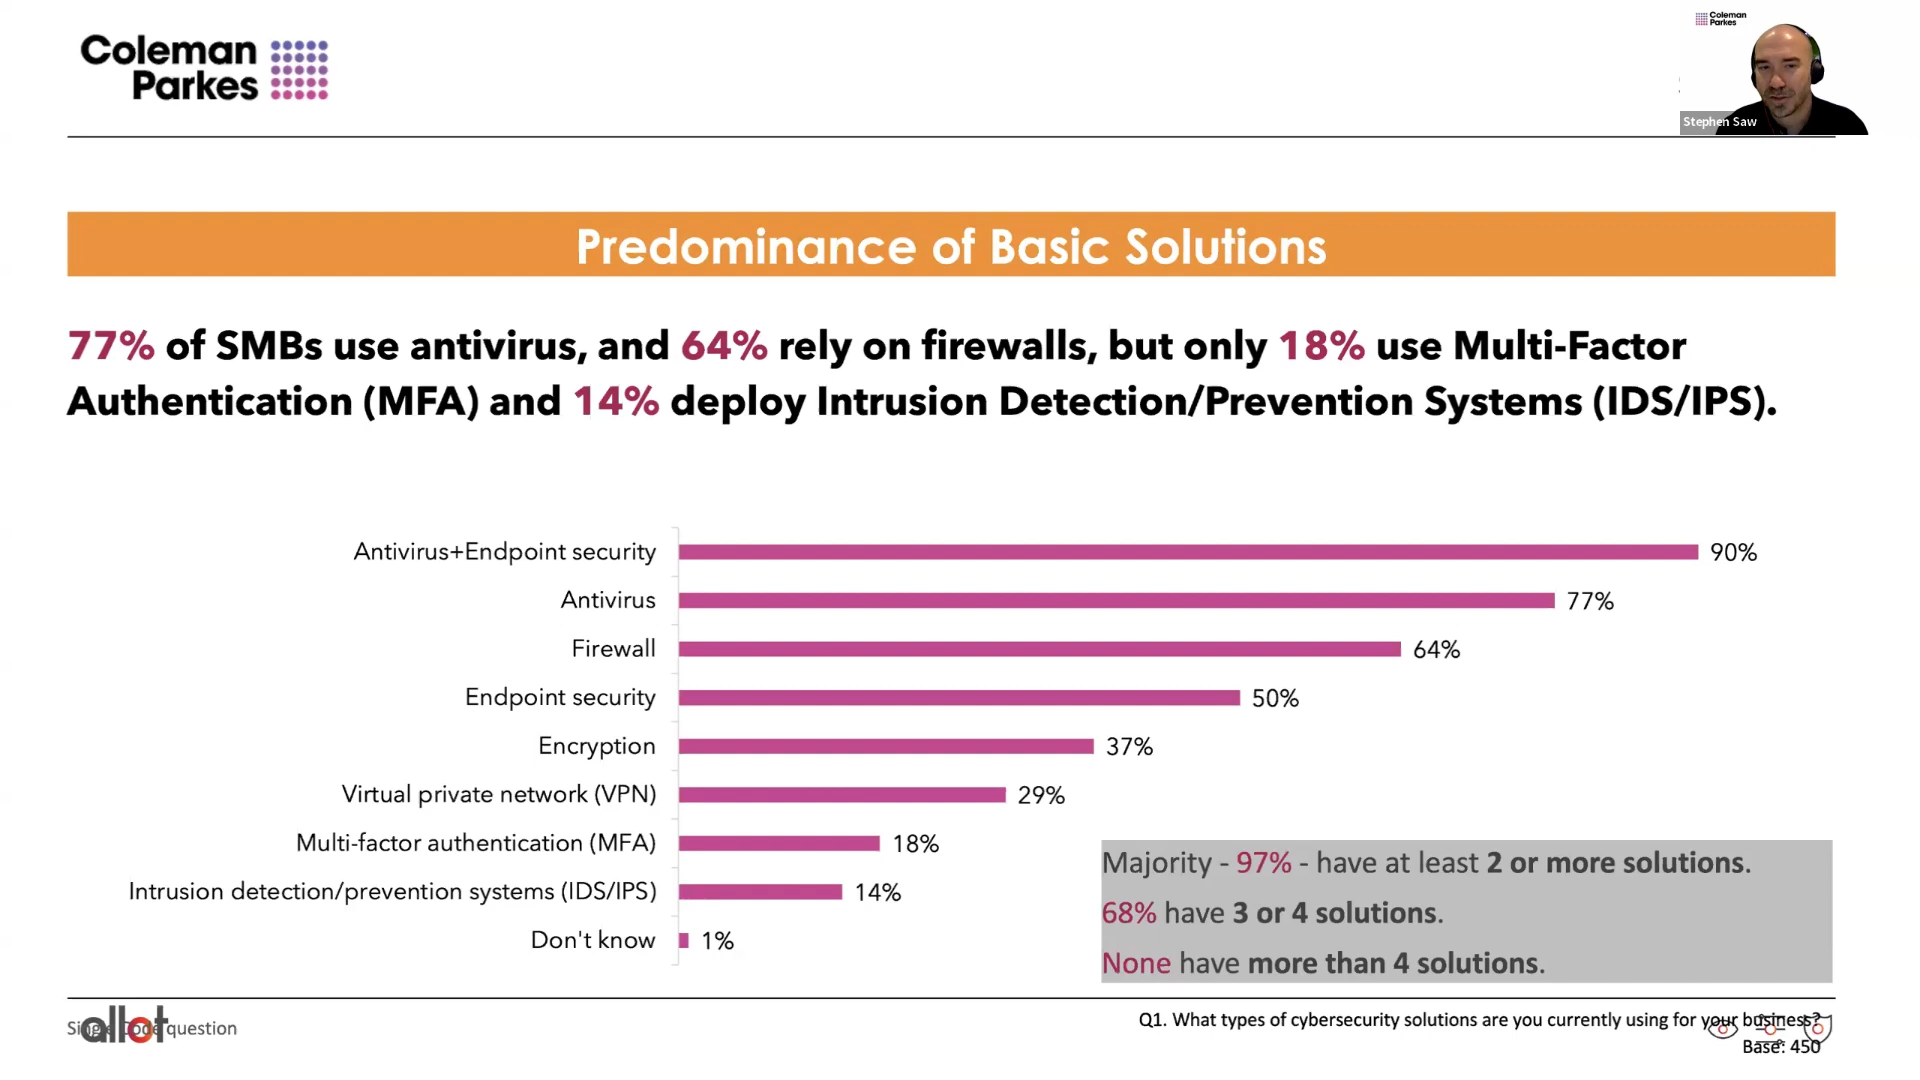 Coleman
Parkes
Coleman
Parkes
Stephen Saw
Predominance of Basic Solutions
77% of SMBs use antivirus, and 64% rely on firewalls, but only 18% use Multi-Factor
Authentication (MFA) and 14% deploy Intrusion Detection/Prevention Systems (IDS/IPS).
Antivirus+Endpoint security 90%
Antivirus 77%
Firewall 64%
Endpoint security 50%
Encryption 37%
Virtual private network (VPN) 29%
Multi-factor authentication (MFA) 18%
Intrusion detection/prevention systems (IDS/IPS) 14%
Don't know 1%
Majority - 97% - have at least 2 or more solutions.
68% have 3 or 4 solutions.
None have more than 4 solutions.
Single Code question
allot
Q1. What types of cybersecurity solutions are you currently using for your business?
Base: 450